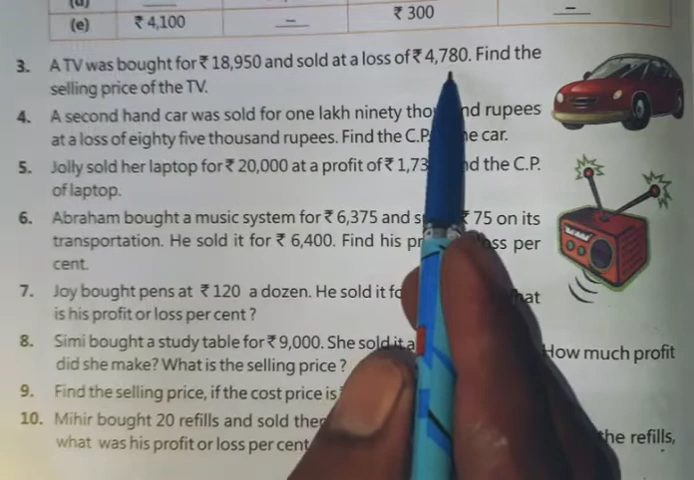 (e) ₹ 4,100 — ₹ 300 —
3. A TV was bought for ₹ 18,950 and sold at a loss of ₹ 4,780. Find the
selling price of the TV.
4. A second hand car was sold for one lakh ninety thou nd rupees
at a loss of eighty five thousand rupees. Find the C.P. e car.
5. Jolly sold her laptop for ₹ 20,000 at a profit of ₹ 1,73 nd the C.P.
of laptop.
6. Abraham bought a music system for ₹ 6,375 and s ₹ 75 on its
transportation. He sold it for ₹ 6,400. Find his pr ss per
cent.
7. Joy bought pens at ₹ 120 a dozen. He sold it fo hat
is his profit or loss per cent ?
8. Simi bought a study table for ₹ 9,000. She sold it a How much profit
did she make? What is the selling price ?
9. Find the selling price, if the cost price is
10. Mihir bought 20 refills and sold the the refills,
what was his profit or loss per cent